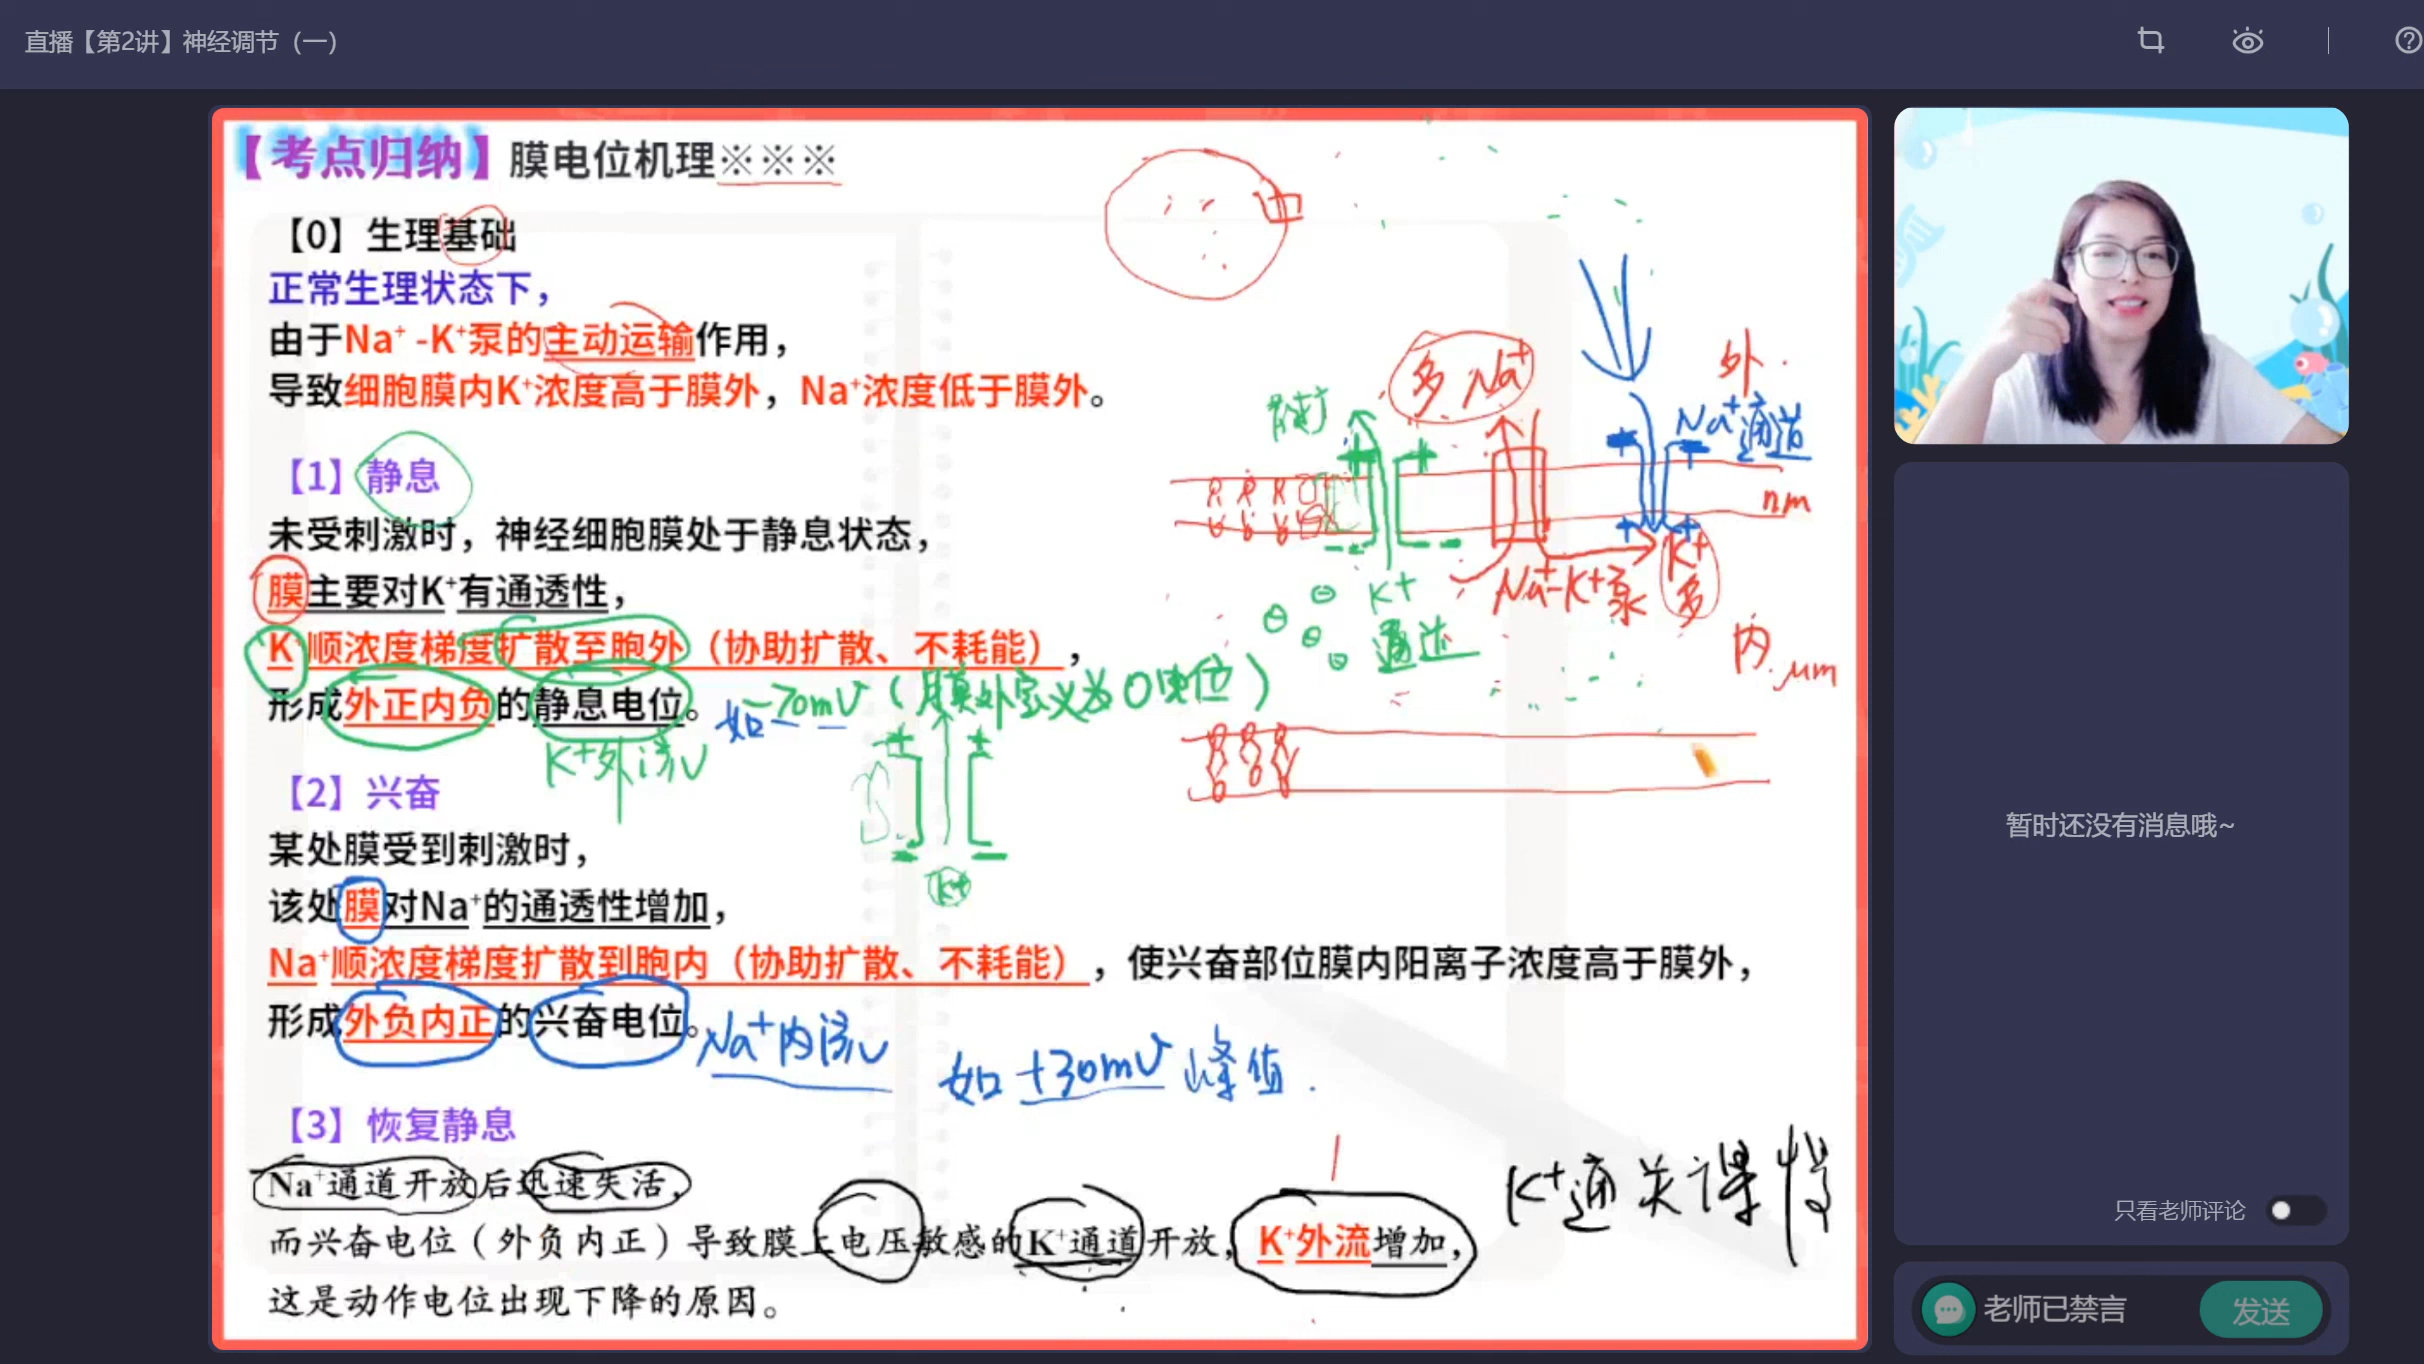 直播【第2讲】神经调节（一）
【考点归纳】膜电位机理※※※
【0】生理基础
正常生理状态下，
由于Na⁺ -K⁺泵的主动运输作用，
导致细胞膜内K⁺浓度高于膜外，Na⁺浓度低于膜外。
【1】静息
未受刺激时，神经细胞膜处于静息状态，
膜主要对K⁺有通透性，
K 顺浓度梯度扩散至胞外（协助扩散、不耗能），
形成外正内负的静息电位。
如 -70mV（膜外定义为0电位）
K⁺外流
【2】兴奋
某处膜受到刺激时，
该处膜对Na⁺的通透性增加，
Na⁺顺浓度梯度扩散到胞内（协助扩散、不耗能），使兴奋部位膜内阳离子浓度高于膜外，
形成外负内正的兴奋电位。
Na⁺内流
如 +30mV 峰值.
【3】恢复静息
Na⁺通道开放后迅速失活，
而兴奋电位（外负内正）导致膜上电压敏感的K⁺通道开放，K⁺外流增加，
这是动作电位出现下降的原因。
多 Na⁺
外
Na⁺通道
nm
K⁺
通道
Na⁺-K⁺泵
K⁺
多
内
μm
K⁺
暂时还没有消息哦~
只看老师评论
老师已禁言
发送